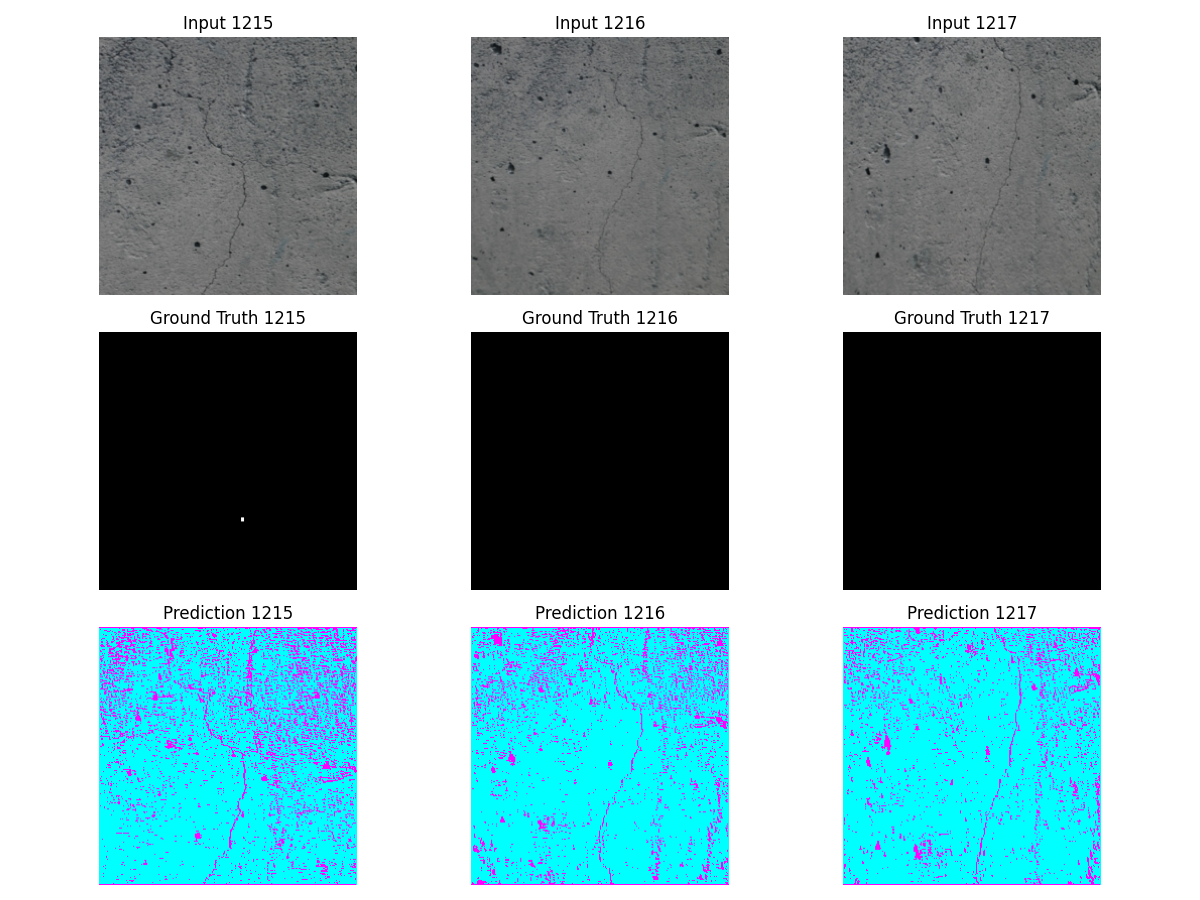 Input 1215
Input 1216
Input 1217
Ground Truth 1215
Ground Truth 1216
Ground Truth 1217
Prediction 1215
Prediction 1216
Prediction 1217